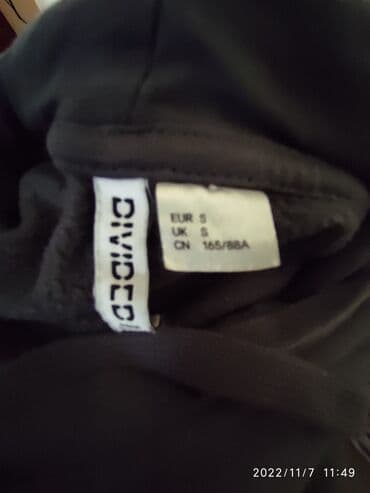 DIVIDED
EUR S
UK S
CN 165/88A
2022/11/7 11:49